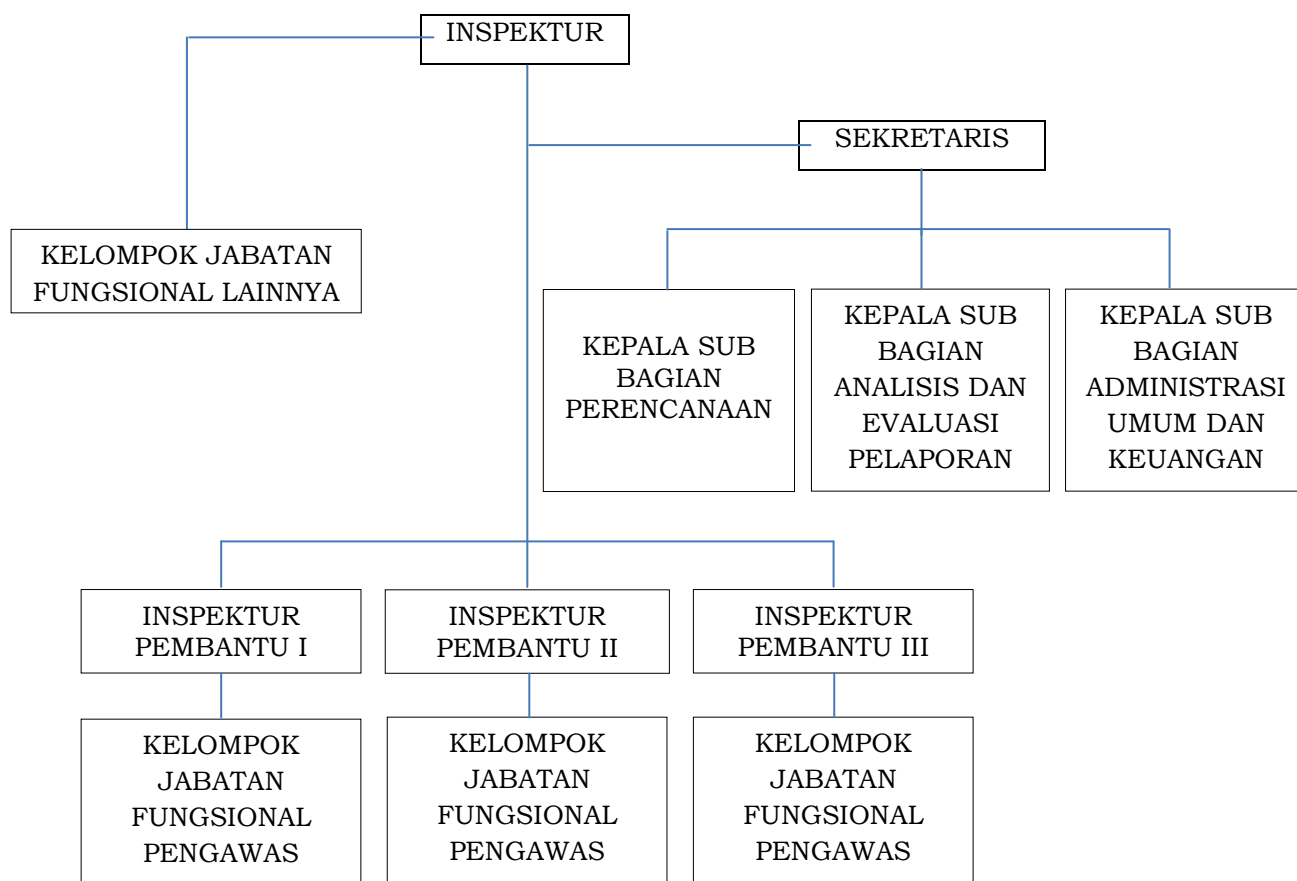 INSPEKTUR
SEKRETARIS
KELOMPOK JABATAN
FUNGSIONAL LAINNYA
KEPALA SUB
BAGIAN
PERENCANAAN
KEPALA SUB
BAGIAN
ANALISIS DAN
EVALUASI
PELAPORAN
KEPALA SUB
BAGIAN
ADMINISTRASI
UMUM DAN
KEUANGAN
INSPEKTUR
PEMBANTU I
INSPEKTUR
PEMBANTU II
INSPEKTUR
PEMBANTU III
KELOMPOK
JABATAN
FUNGSIONAL
PENGAWAS
KELOMPOK
JABATAN
FUNGSIONAL
PENGAWAS
KELOMPOK
JABATAN
FUNGSIONAL
PENGAWAS